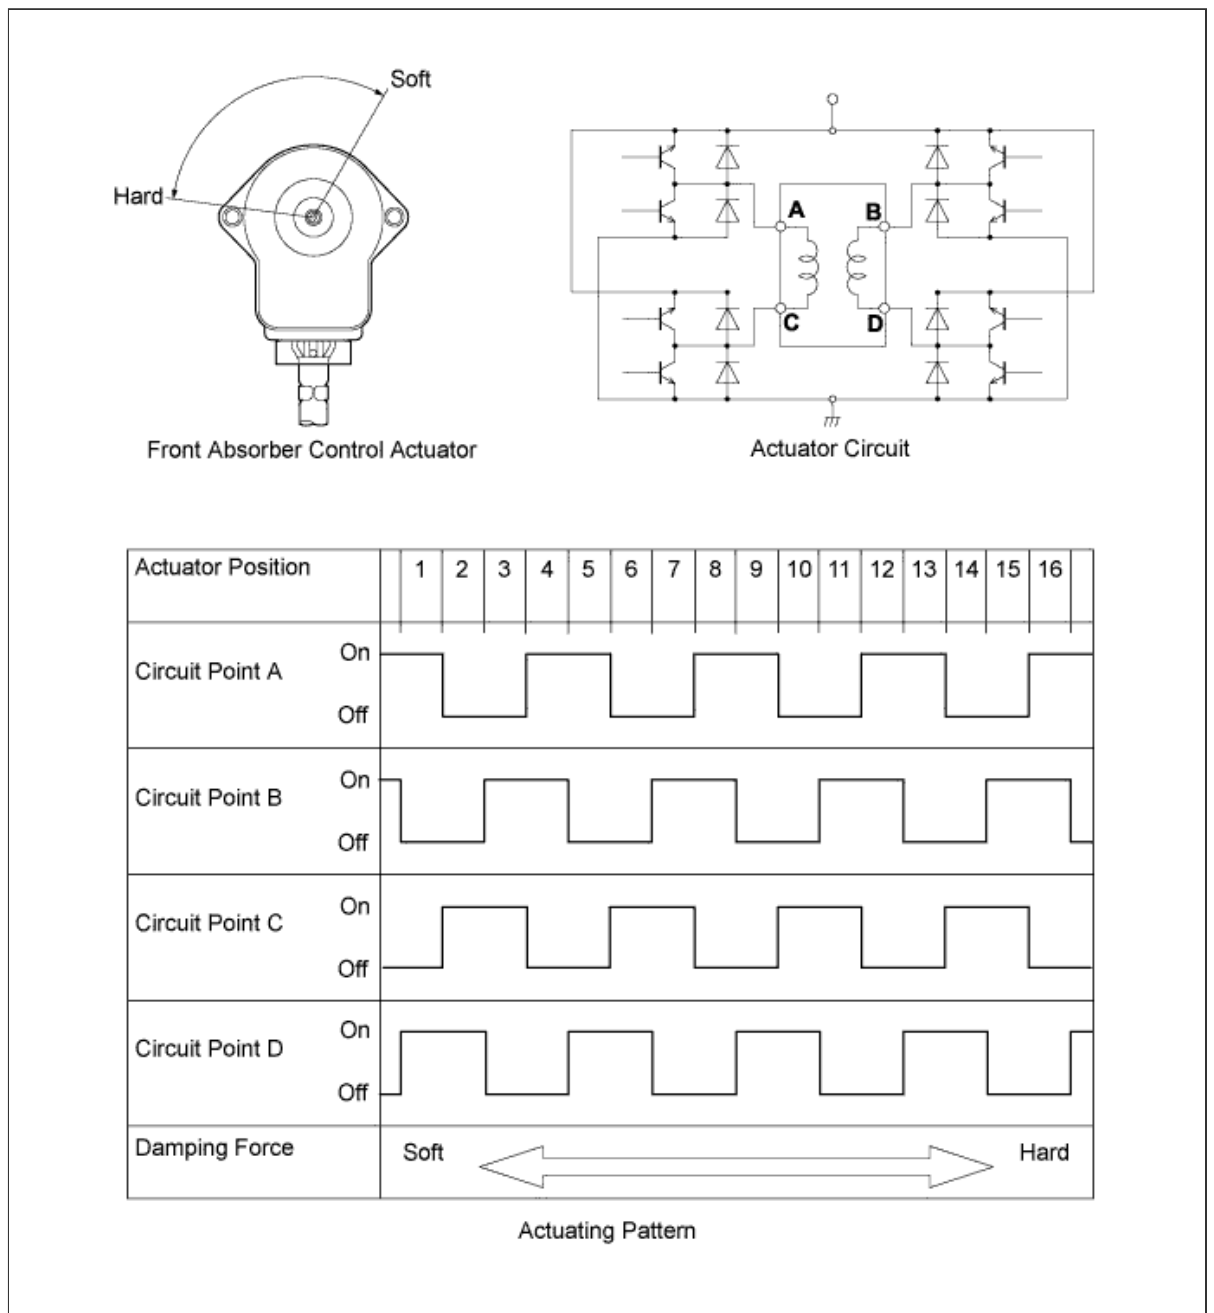 Soft
Hard
Front Absorber Control Actuator
A
B
C
D
Actuator Circuit
Actuator Position 1 2 3 4 5 6 7 8 9 10 11 12 13 14 15 16
Circuit Point A On
Off
Circuit Point B On
Off
Circuit Point C On
Off
Circuit Point D On
Off
Damping Force Soft Hard
Actuating Pattern